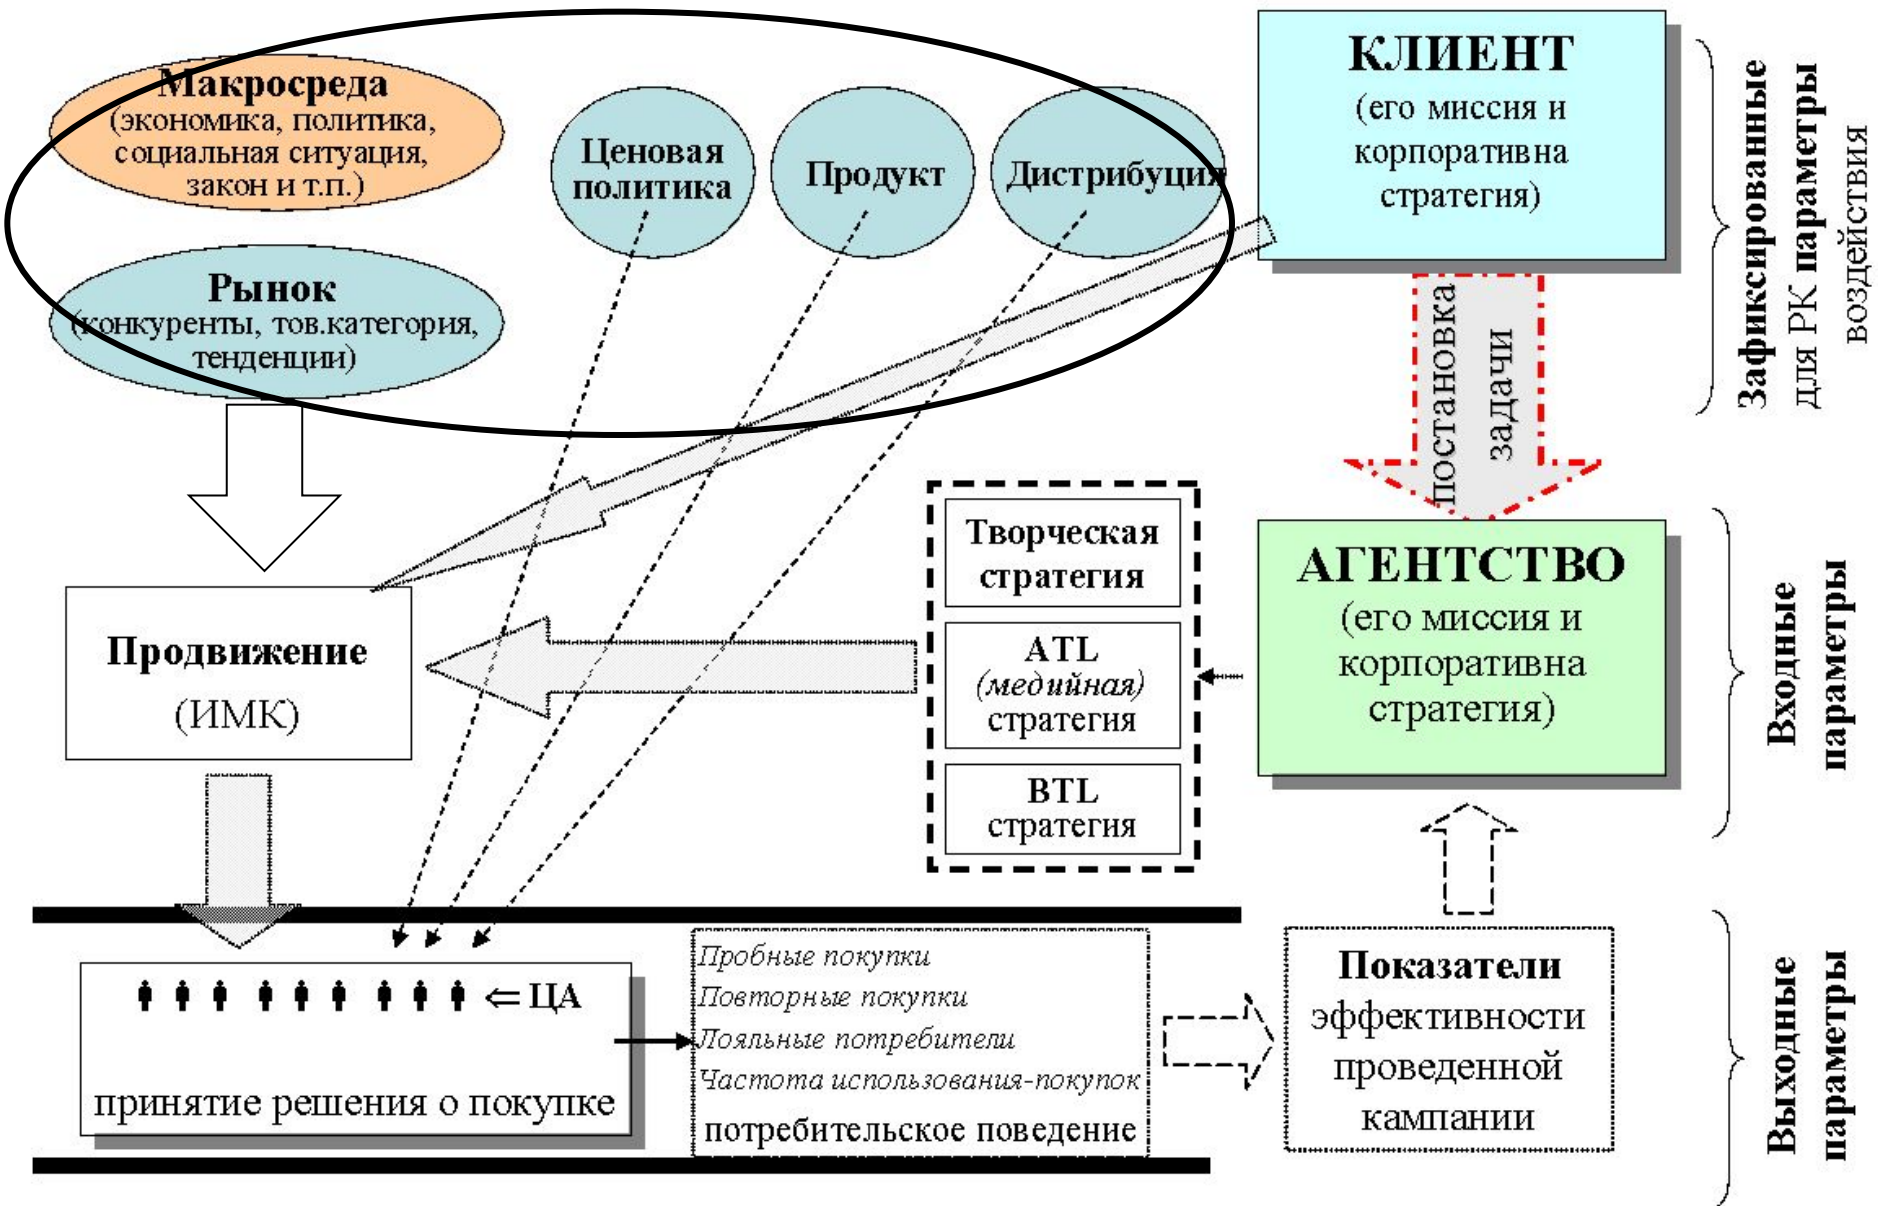 Макросреда
(экономика, политика,
социальная ситуация,
закон и т.п.)
Ценовая
политика
Продукт
Дистрибуция
КЛИЕНТ
(его миссия и
корпоративна
стратегия)
Зафиксированные
для РК параметры
воздействия
Рынок
(конкуренты, тов.категория,
тенденции)
постановка
задачи
Творческая
стратегия
ATL
(медийная)
стратегия
BTL
стратегия
АГЕНТСТВО
(его миссия и
корпоративна
стратегия)
Входные
параметры
Продвижение
(ИМК)
⇐ ЦА
принятие решения о покупке
Пробные покупки
Повторные покупки
Лояльные потребители
Частота использования-покупок
потребительское поведение
Показатели
эффективности
проведенной
кампании
Выходные
параметры